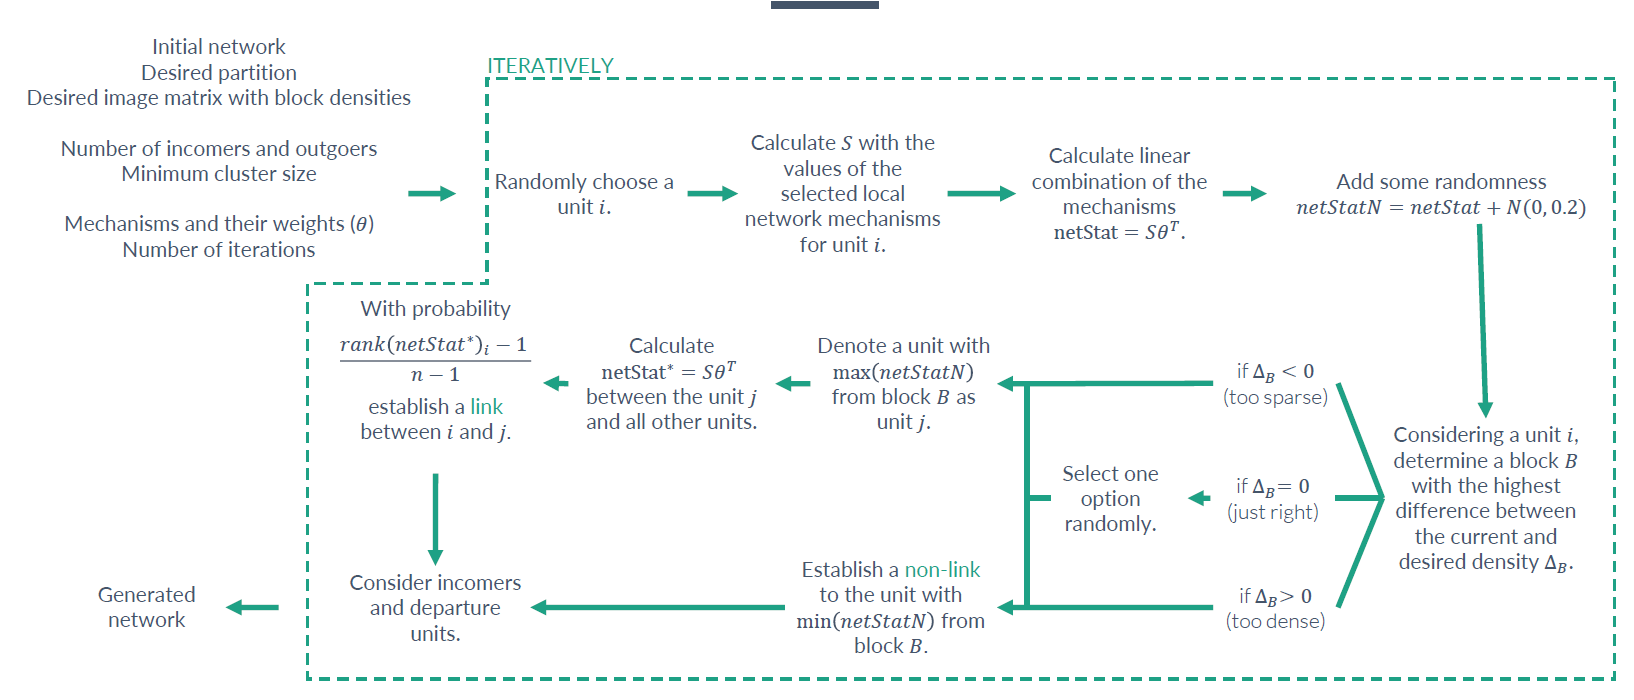 Initial network
Desired partition
Desired image matrix with block densities
Number of incomers and outgoers
Minimum cluster size
Mechanisms and their weights (θ)
Number of iterations
ITERATIVELY
Randomly choose a
unit i.
Calculate S with the
values of the
selected local
network mechanisms
for unit i.
Calculate linear
combination of the
mechanisms
netStat = Sθᵀ.
Add some randomness
netStatN = netStat + N(0, 0.2)
Considering a unit i,
determine a block B
with the highest
difference between
the current and
desired density Δ_B.
if Δ_B < 0
(too sparse)
if Δ_B = 0
(just right)
if Δ_B > 0
(too dense)
Select one
option
randomly.
Denote a unit with
max(netStatN)
from block B as
unit j.
Calculate
netStat* = Sθᵀ
between the unit j
and all other units.
With probability
rank(netStat*)ᵢ − 1
n − 1
establish a link
between i and j.
Establish a non-link
to the unit with
min(netStatN) from
block B.
Consider incomers
and departure
units.
Generated
network